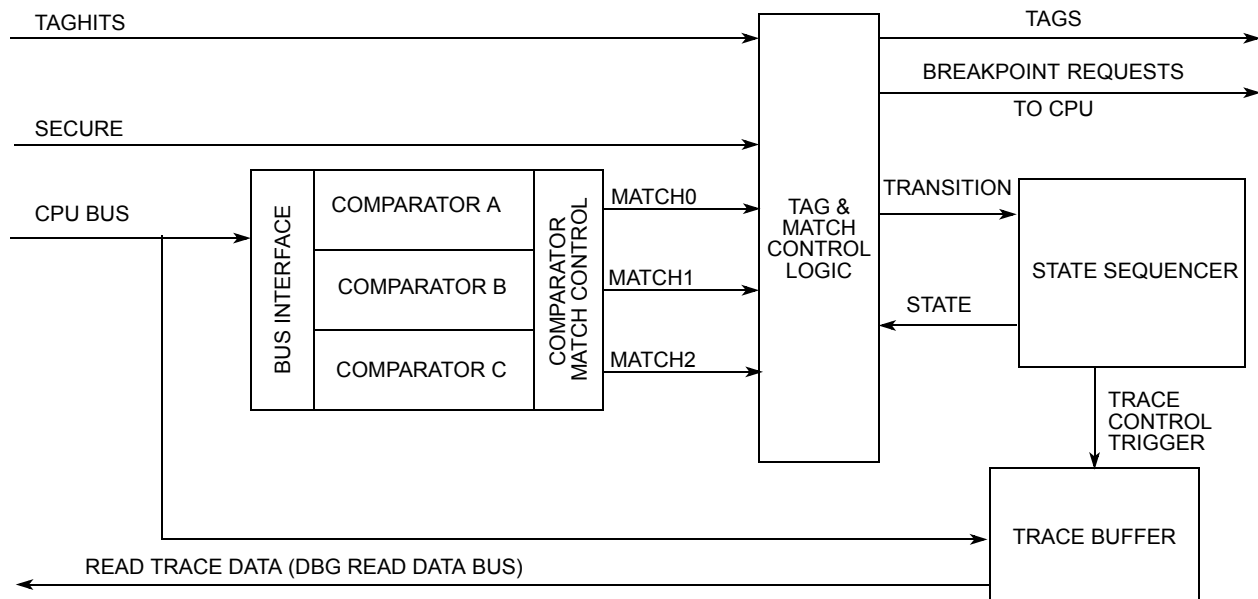 TAGHITS
TAGS
BREAKPOINT REQUESTS
TO CPU
SECURE
CPU BUS
BUS INTERFACE
COMPARATOR A
COMPARATOR B
COMPARATOR C
COMPARATOR
MATCH CONTROL
MATCH0
MATCH1
MATCH2
TAG &
MATCH
CONTROL
LOGIC
TRANSITION
STATE
STATE SEQUENCER
TRACE
CONTROL
TRIGGER
TRACE BUFFER
READ TRACE DATA (DBG READ DATA BUS)